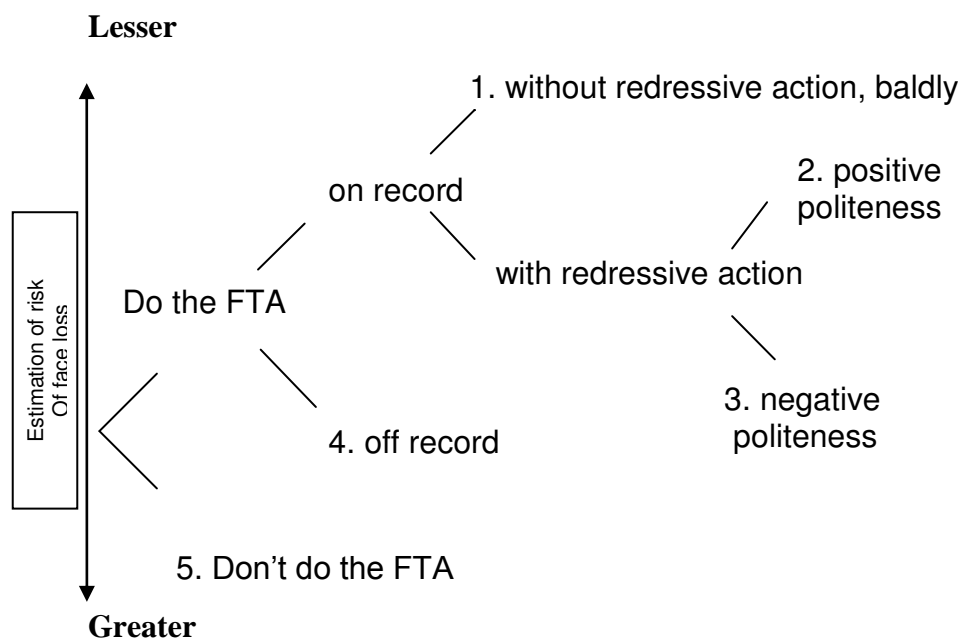 Lesser
1. without redressive action, baldly
2. positive
politeness
on record
with redressive action
Do the FTA
Estimation of risk
Of face loss
3. negative
politeness
4. off record
5. Don’t do the FTA
Greater